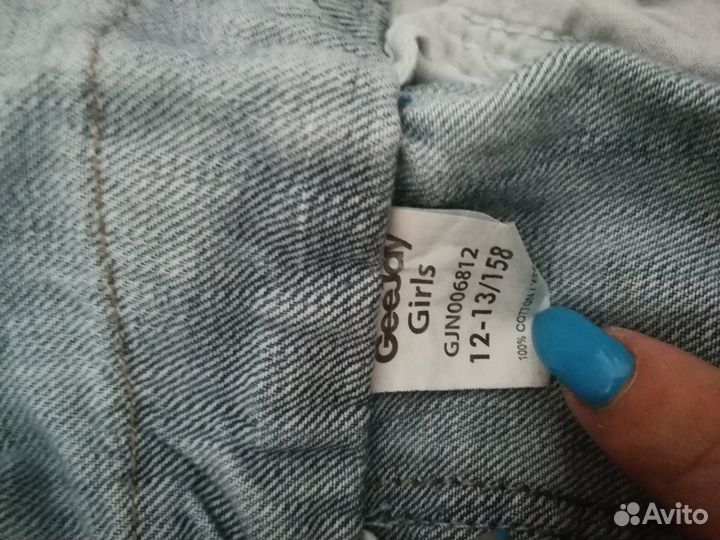 GeeJay
Girls
GJN006812
12-13/158
100% COTTON
Avito